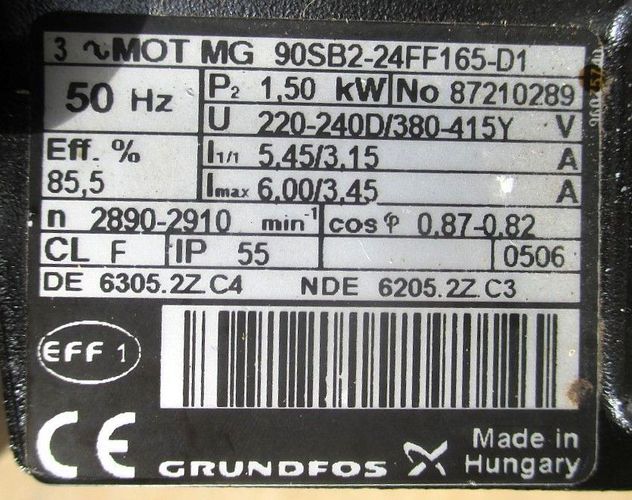 3 ~ MOT MG 90SB2-24FF165-D1
50 Hz
P2 1,50 kW No 87210289
U 220-240D/380-415Y V
Eff. % 85,5
I1/1 5,45/3,15 A
Imax 6,00/3,45 A
n 2890-2910 min-1 cos φ 0,87-0,82
CL F IP 55 0506
DE 6305.2Z.C4 NDE 6205.2Z.C3
EFF 1
CE GRUNDFOS
Made in
Hungary